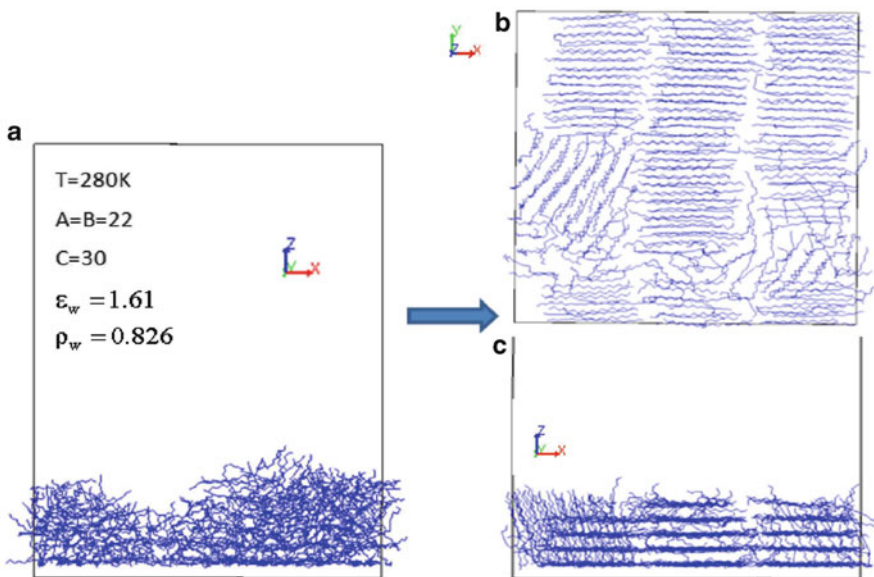 a
T=280K
A=B=22
C=30
ε_w = 1.61
ρ_w = 0.826
Z
Y X
b
Y
Z X
c
Z
Y X